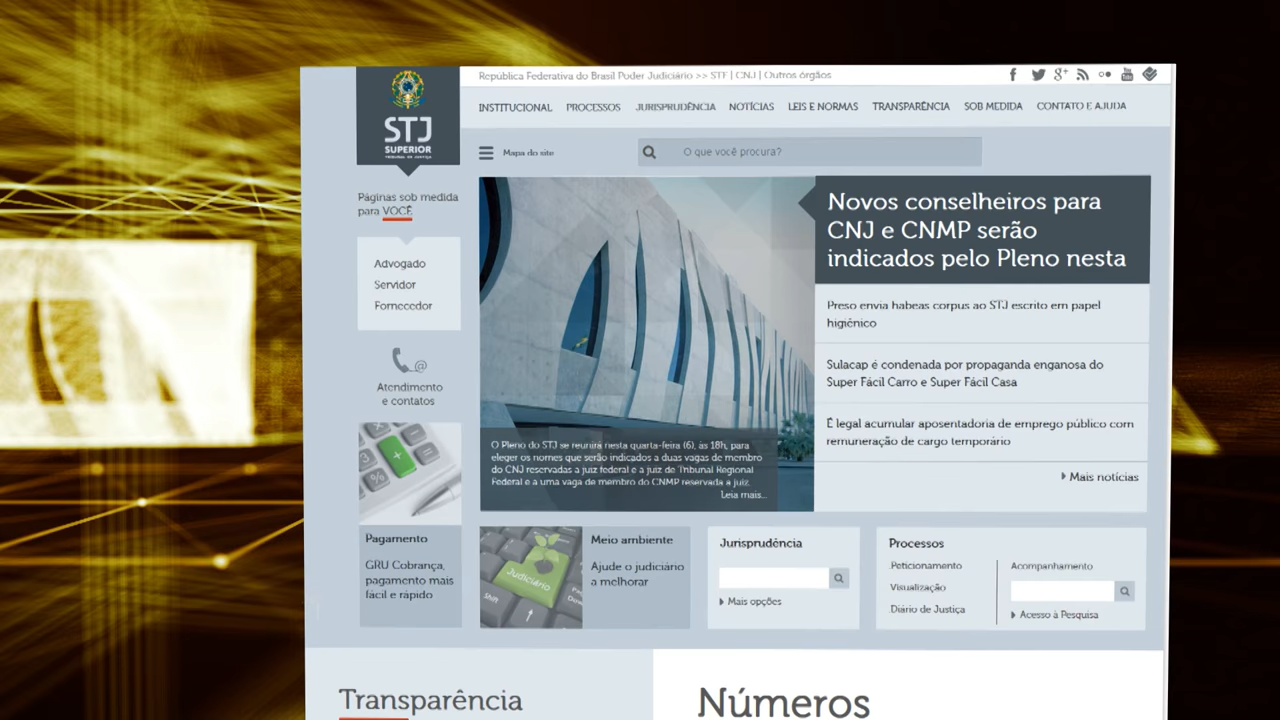 República Federativa do Brasil Poder Judiciário >> STF | CNJ | Outros órgãos
STJ
SUPERIOR
TRIBUNAL DE JUSTIÇA
INSTITUCIONAL PROCESSOS JURISPRUDÊNCIA NOTÍCIAS LEIS E NORMAS TRANSPARÊNCIA SOB MEDIDA CONTATO E AJUDA
Mapa do site
O que você procura?
Páginas sob medida
para VOCÊ
Advogado
Servidor
Fornecedor
Atendimento
e contatos
Novos conselheiros para
CNJ e CNMP serão
indicados pelo Pleno nesta
Preso envia habeas corpus ao STJ escrito em papel
higiênico
Sulacap é condenada por propaganda enganosa do
Super Fácil Carro e Super Fácil Casa
É legal acumular aposentadoria de emprego público com
remuneração de cargo temporário
Mais notícias
O Pleno do STJ se reunirá nesta quarta-feira (6), às 18h, para
eleger os nomes que serão indicados a duas vagas de membro
do CNJ reservadas a juiz federal e a juiz de Tribunal Regional
Federal e a uma vaga de membro do CNMP reservada a juiz.
Leia mais...
Pagamento
GRU Cobrança,
pagamento mais
fácil e rápido
Judiciário
Shift
Meio ambiente
Ajude o judiciário
a melhorar
Jurisprudência
Mais opções
Processos
Peticionamento
Visualização
Diário de Justiça
Acompanhamento
Acesso à Pesquisa
Transparência
Números